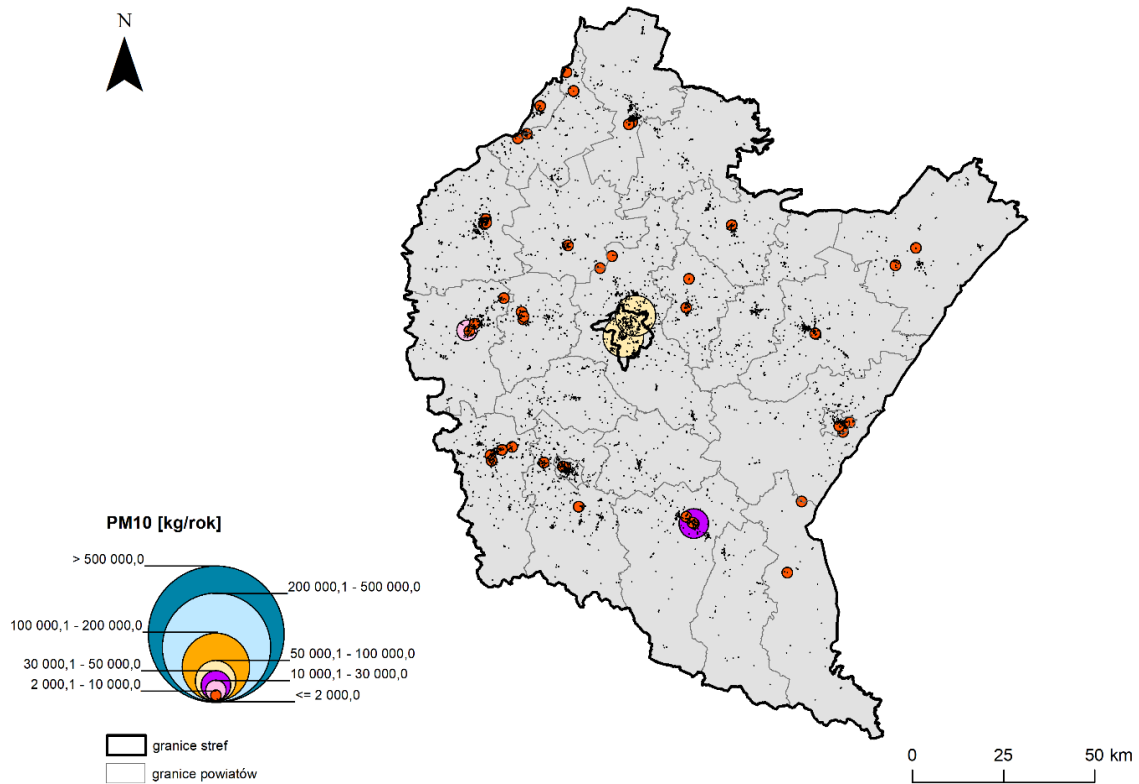 N
PM10 [kg/rok]
> 500 000,0
200 000,1 - 500 000,0
100 000,1 - 200 000,0
50 000,1 - 100 000,0
30 000,1 - 50 000,0
10 000,1 - 30 000,0
2 000,1 - 10 000,0
<= 2 000,0
granice stref
granice powiatów
0 25 50 km